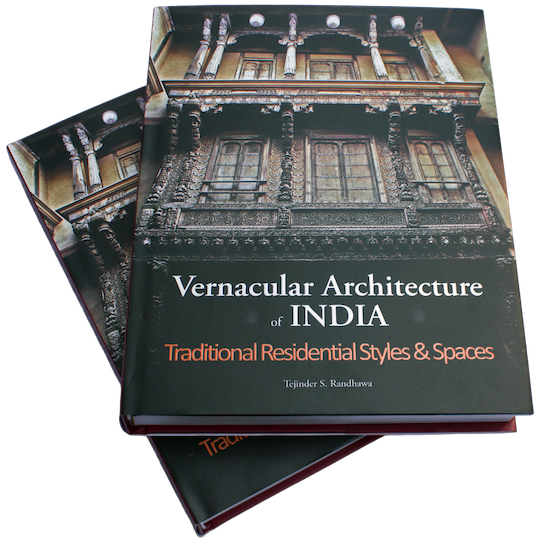 Vernacular Architecture
of INDIA
Traditional Residential Styles & Spaces
Tejinder S. Randhawa